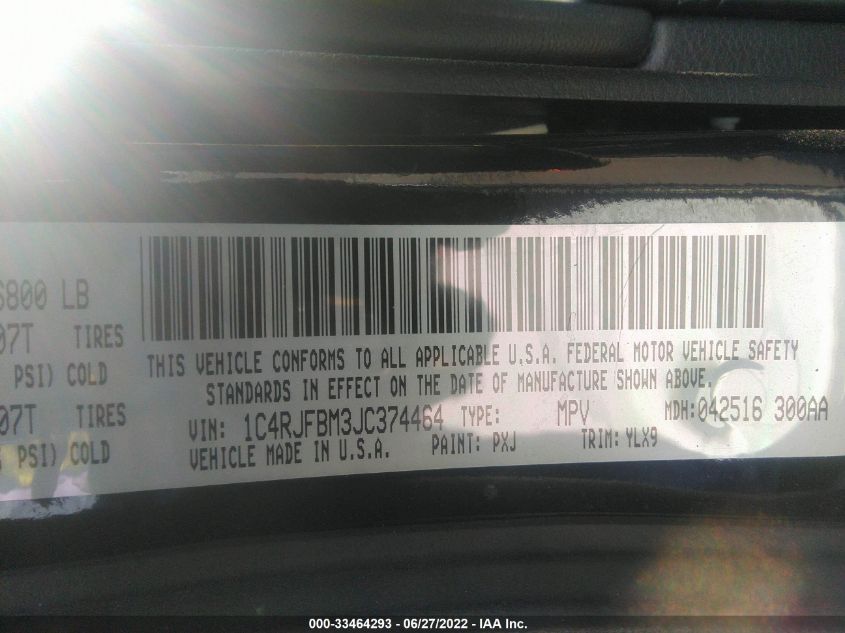 6800 LB
07T TIRES
PSI) COLD
07T TIRES
PSI) COLD
THIS VEHICLE CONFORMS TO ALL APPLICABLE U.S.A. FEDERAL MOTOR VEHICLE SAFETY
STANDARDS IN EFFECT ON THE DATE OF MANUFACTURE SHOWN ABOVE.
VIN: 1C4RJFBM3JC374464 TYPE: MPV MDH: 042516 300AA
VEHICLE MADE IN U.S.A. PAINT: PXJ TRIM: YLX9
000-33464293 - 06/27/2022 - IAA Inc.